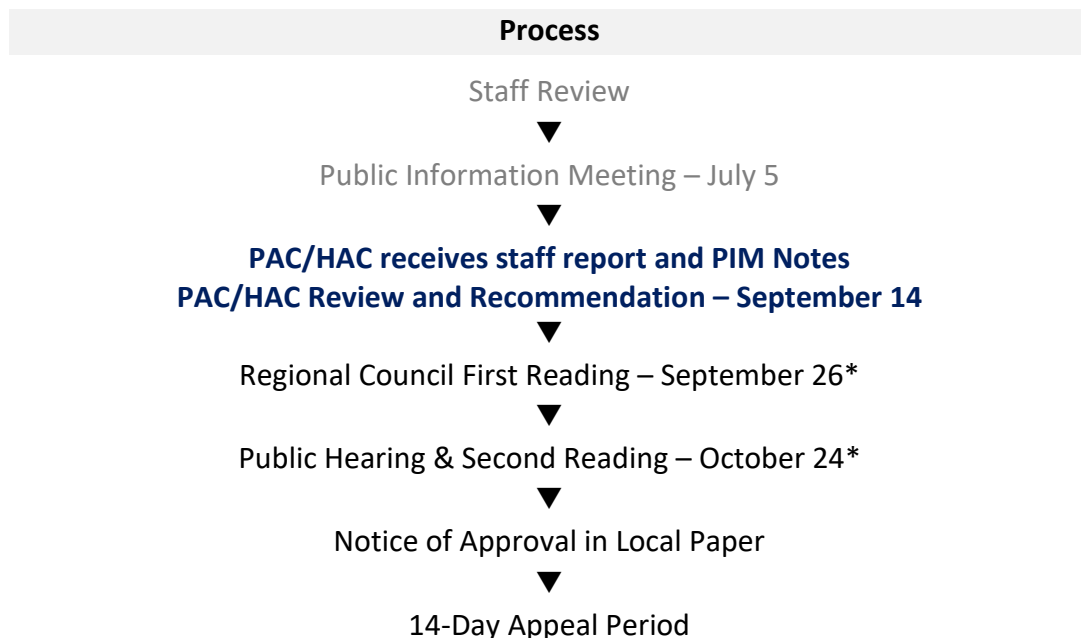 Process
Staff Review
Public Information Meeting – July 5
PAC/HAC receives staff report and PIM Notes
PAC/HAC Review and Recommendation – September 14
Regional Council First Reading – September 26*
Public Hearing & Second Reading – October 24*
Notice of Approval in Local Paper
14-Day Appeal Period